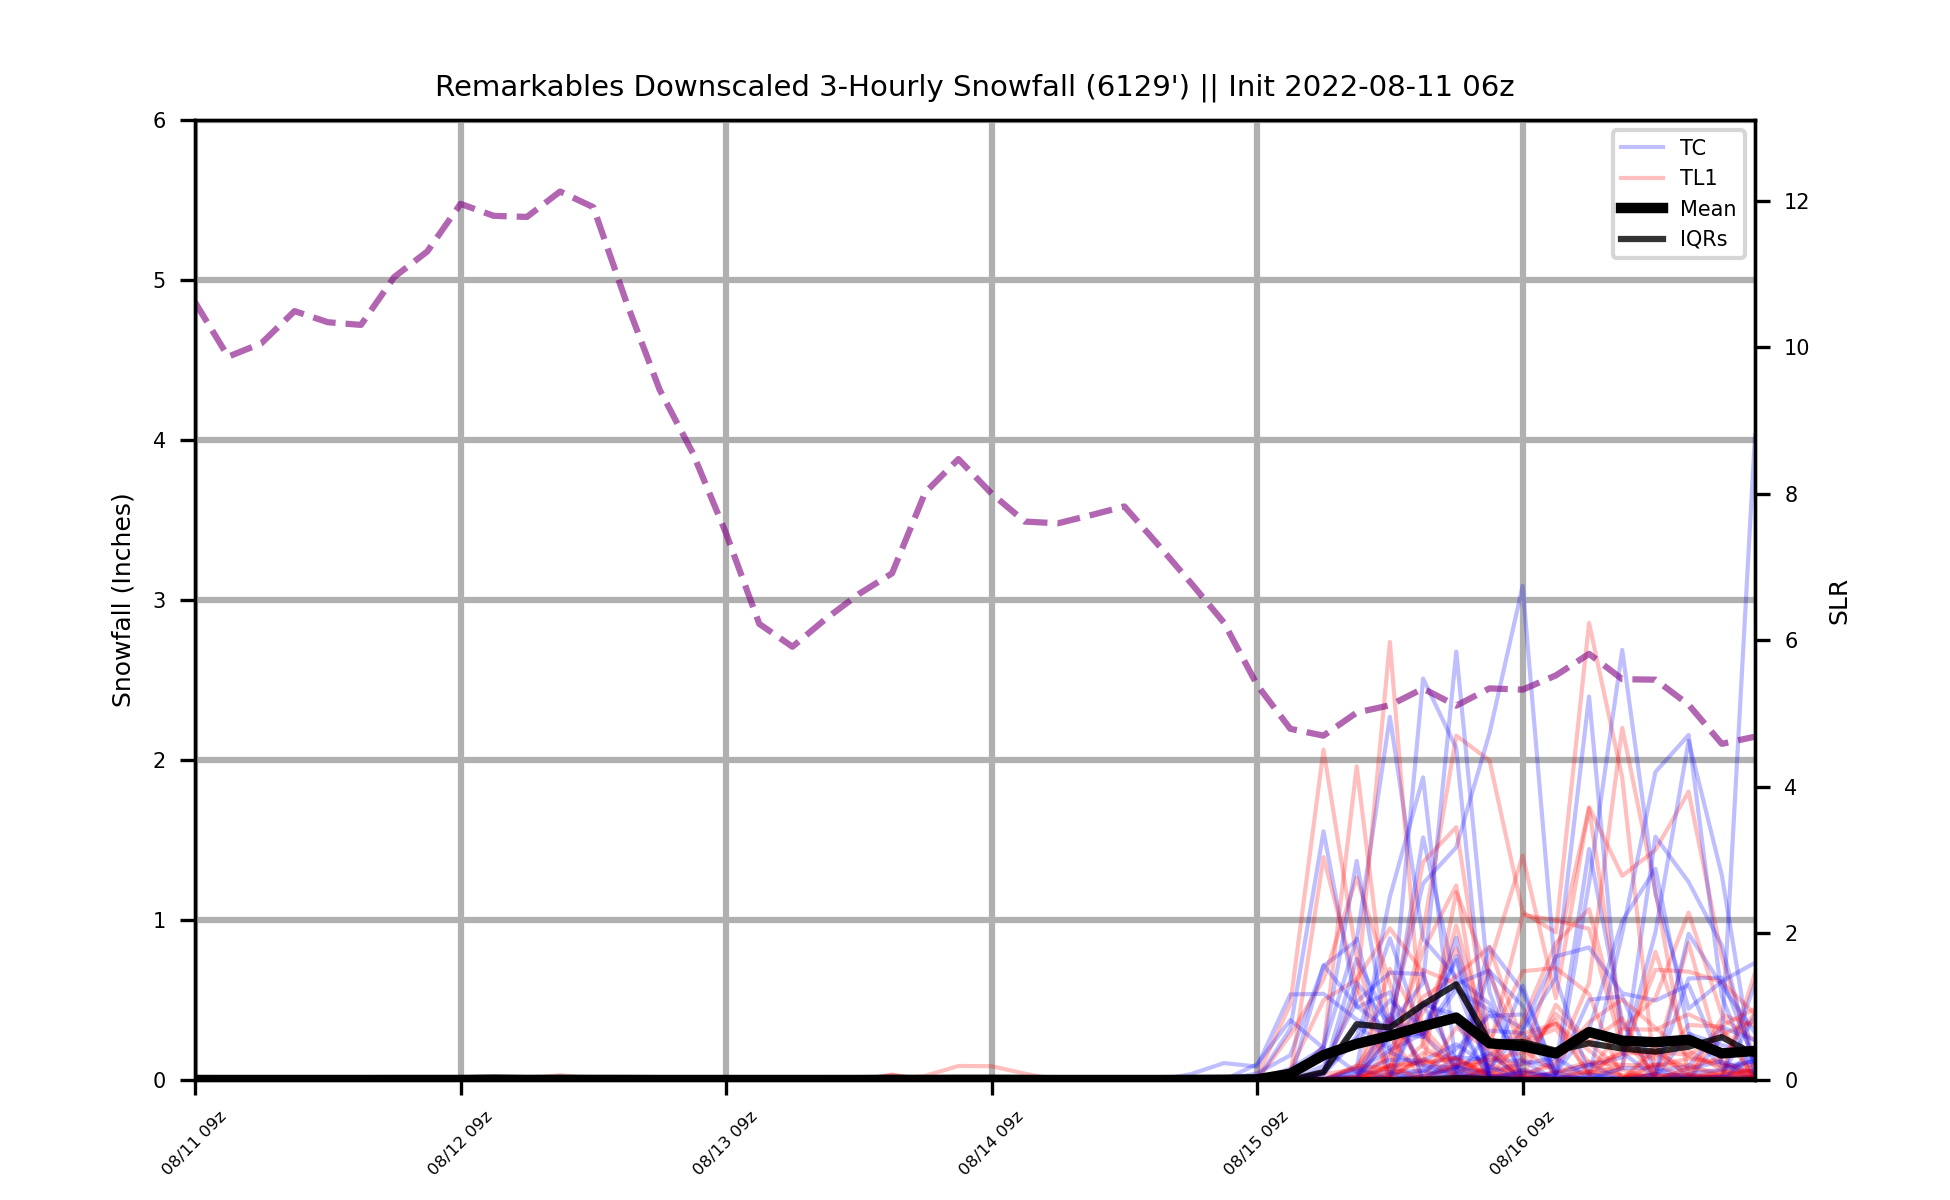 Remarkables Downscaled 3-Hourly Snowfall (6129') || Init 2022-08-11 06z
TC
TL1
Mean
IQRs
6
5
4
3
2
1
0
Snowfall (Inches)
12
10
8
6
4
2
0
SLR
08/11 09z
08/12 09z
08/13 09z
08/14 09z
08/15 09z
08/16 09z